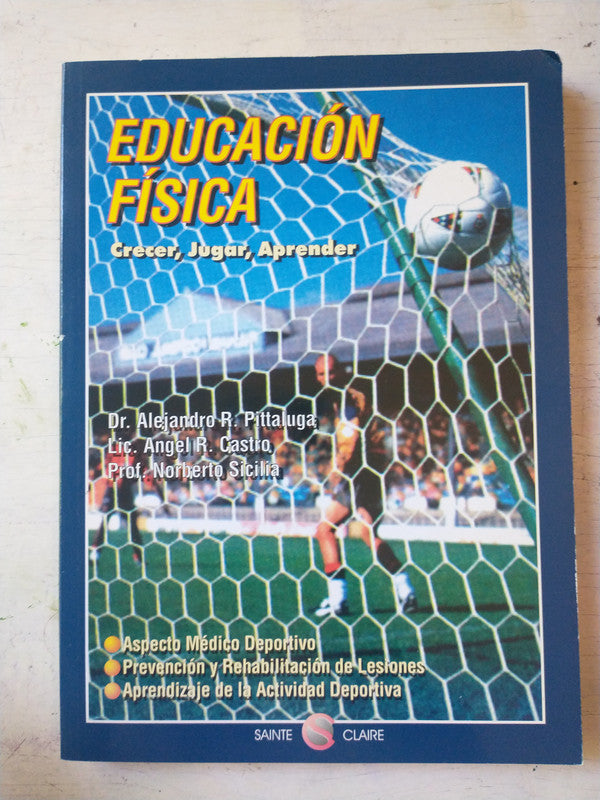 EDUCACIÓN
FÍSICA
Crecer, Jugar, Aprender
Dr. Alejandro R. Pittaluga
Lic. Angel R. Castro
Prof. Norberto Sicilia
Aspecto Médico Deportivo
Prevención y Rehabilitación de Lesiones
Aprendizaje de la Actividad Deportiva
SAINTE CLAIRE